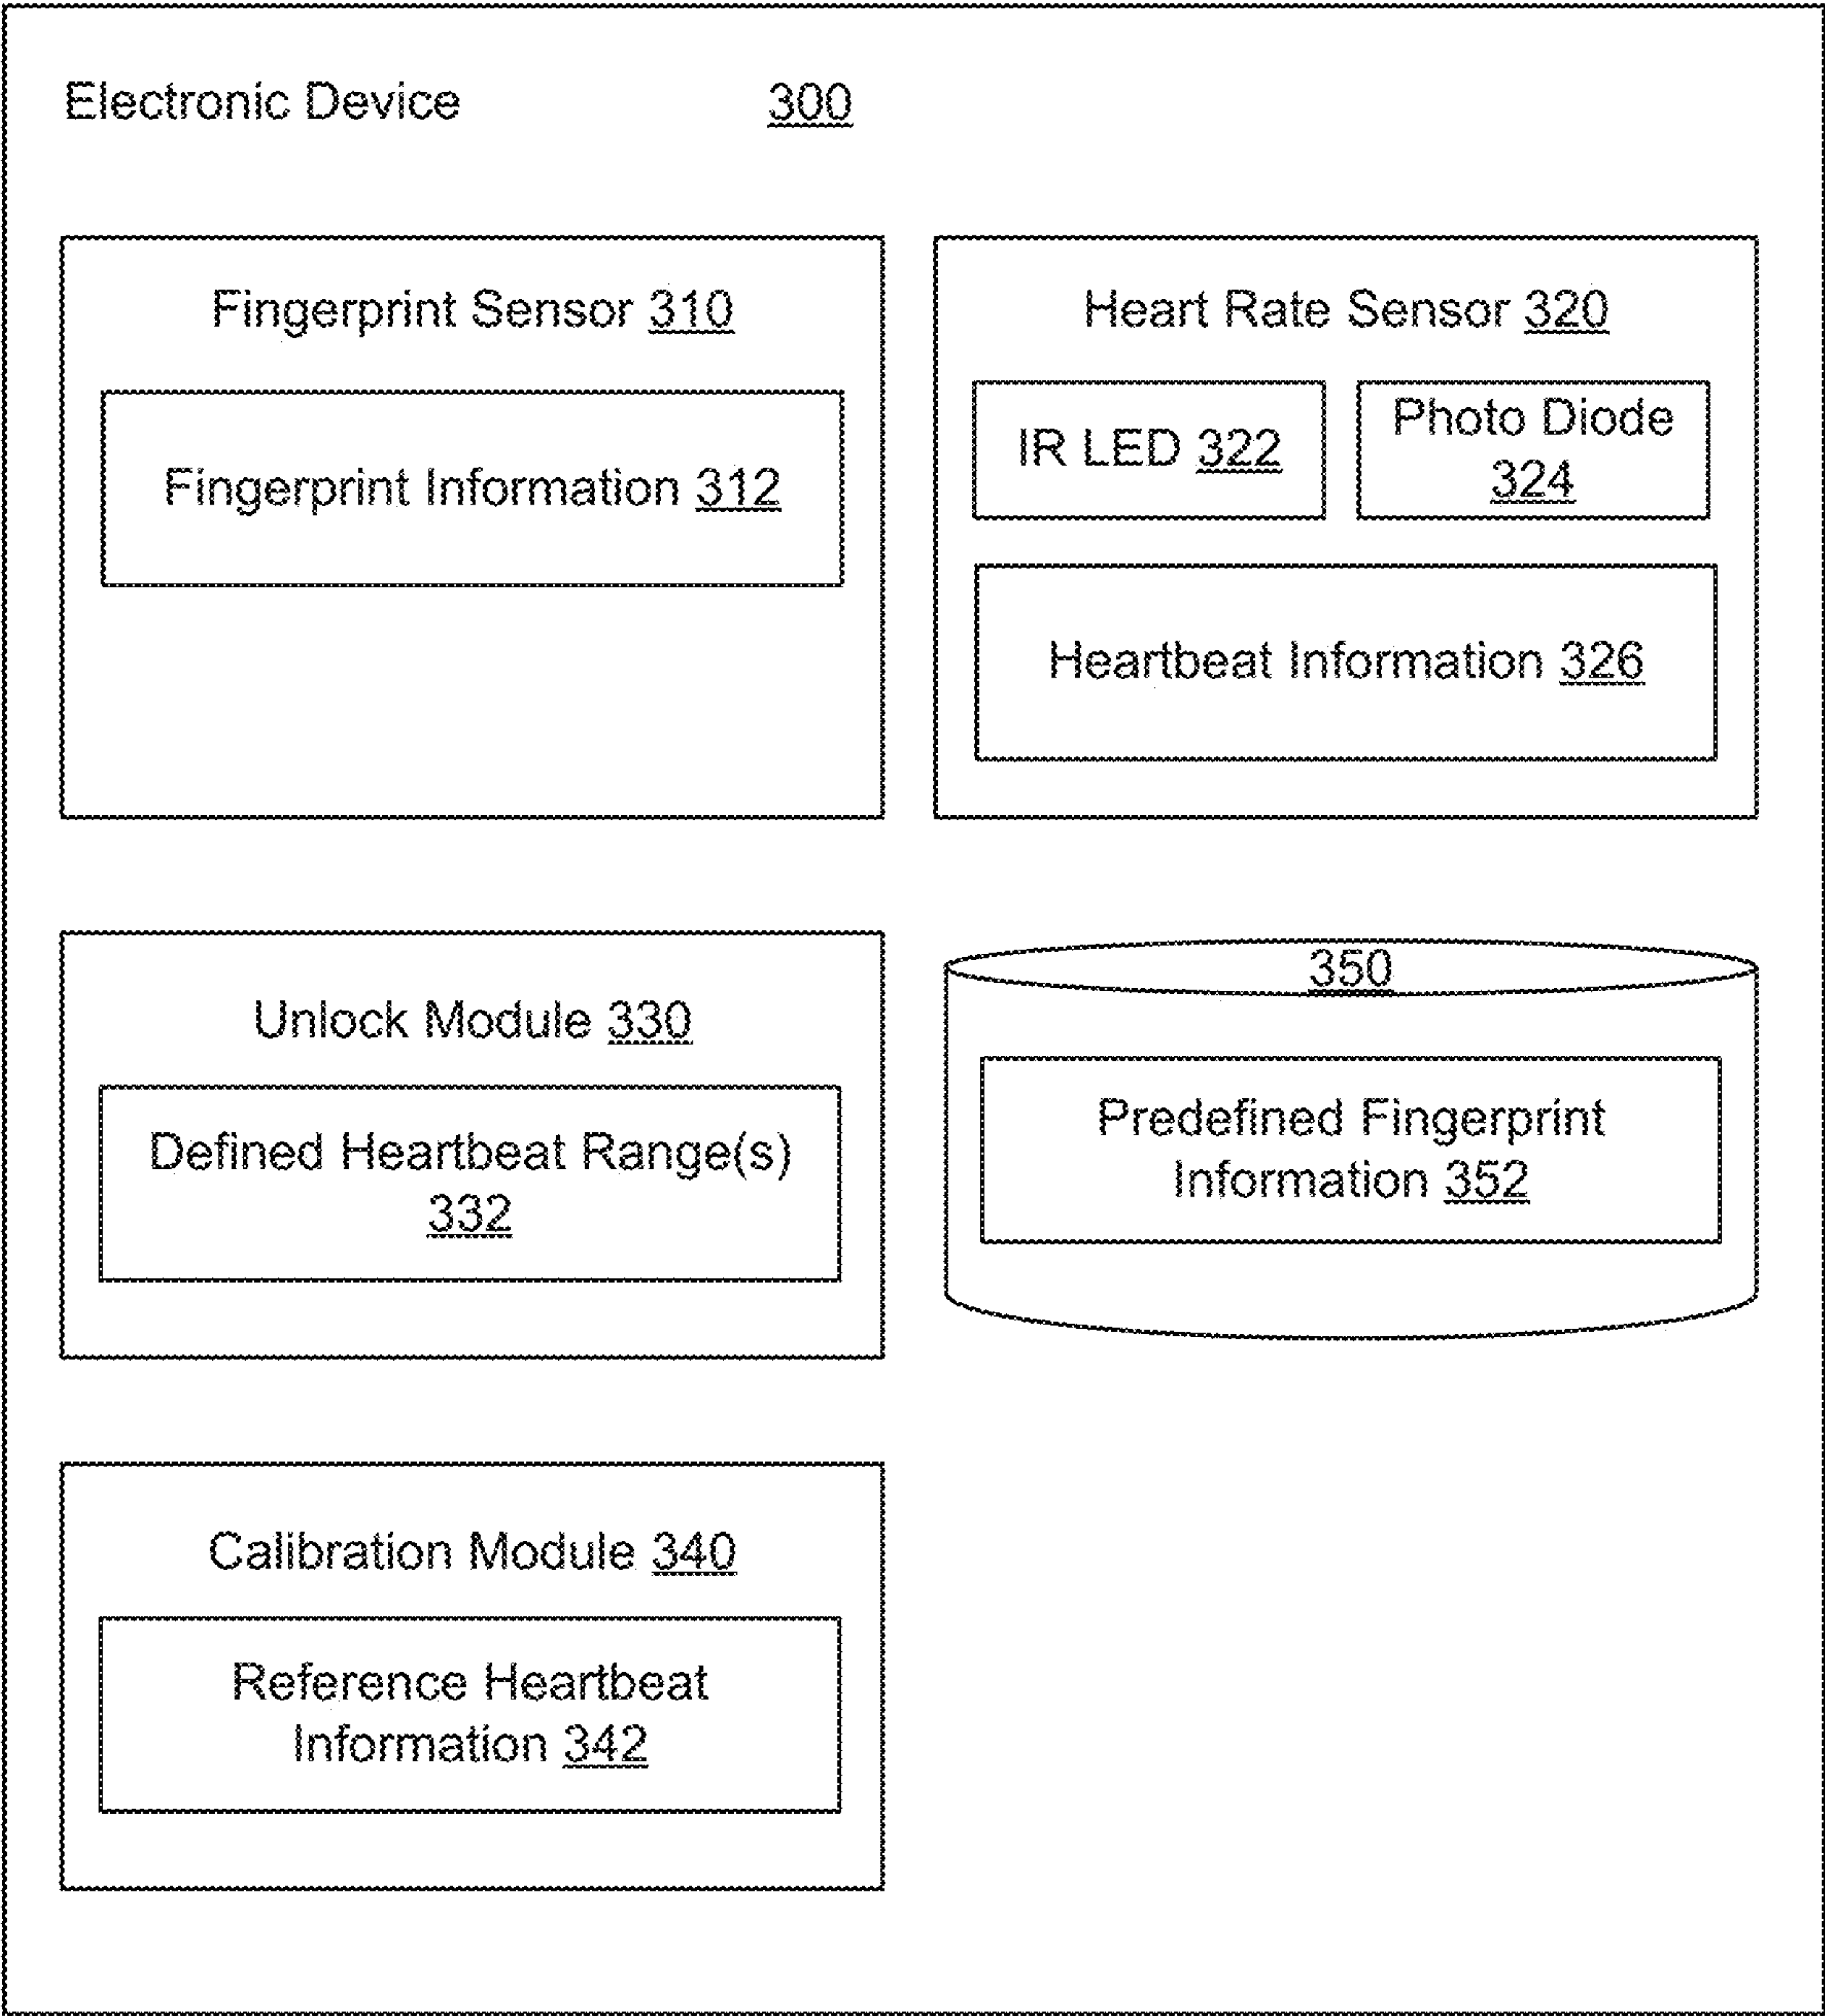 Electronic Device 300
Fingerprint Sensor 310
Fingerprint Information 312
Heart Rate Sensor 320
IR LED 322
Photo Diode
324
Heartbeat Information 326
Unlock Module 330
Defined Heartbeat Range(s)
332
350
Predefined Fingerprint
Information 352
Calibration Module 340
Reference Heartbeat
Information 342